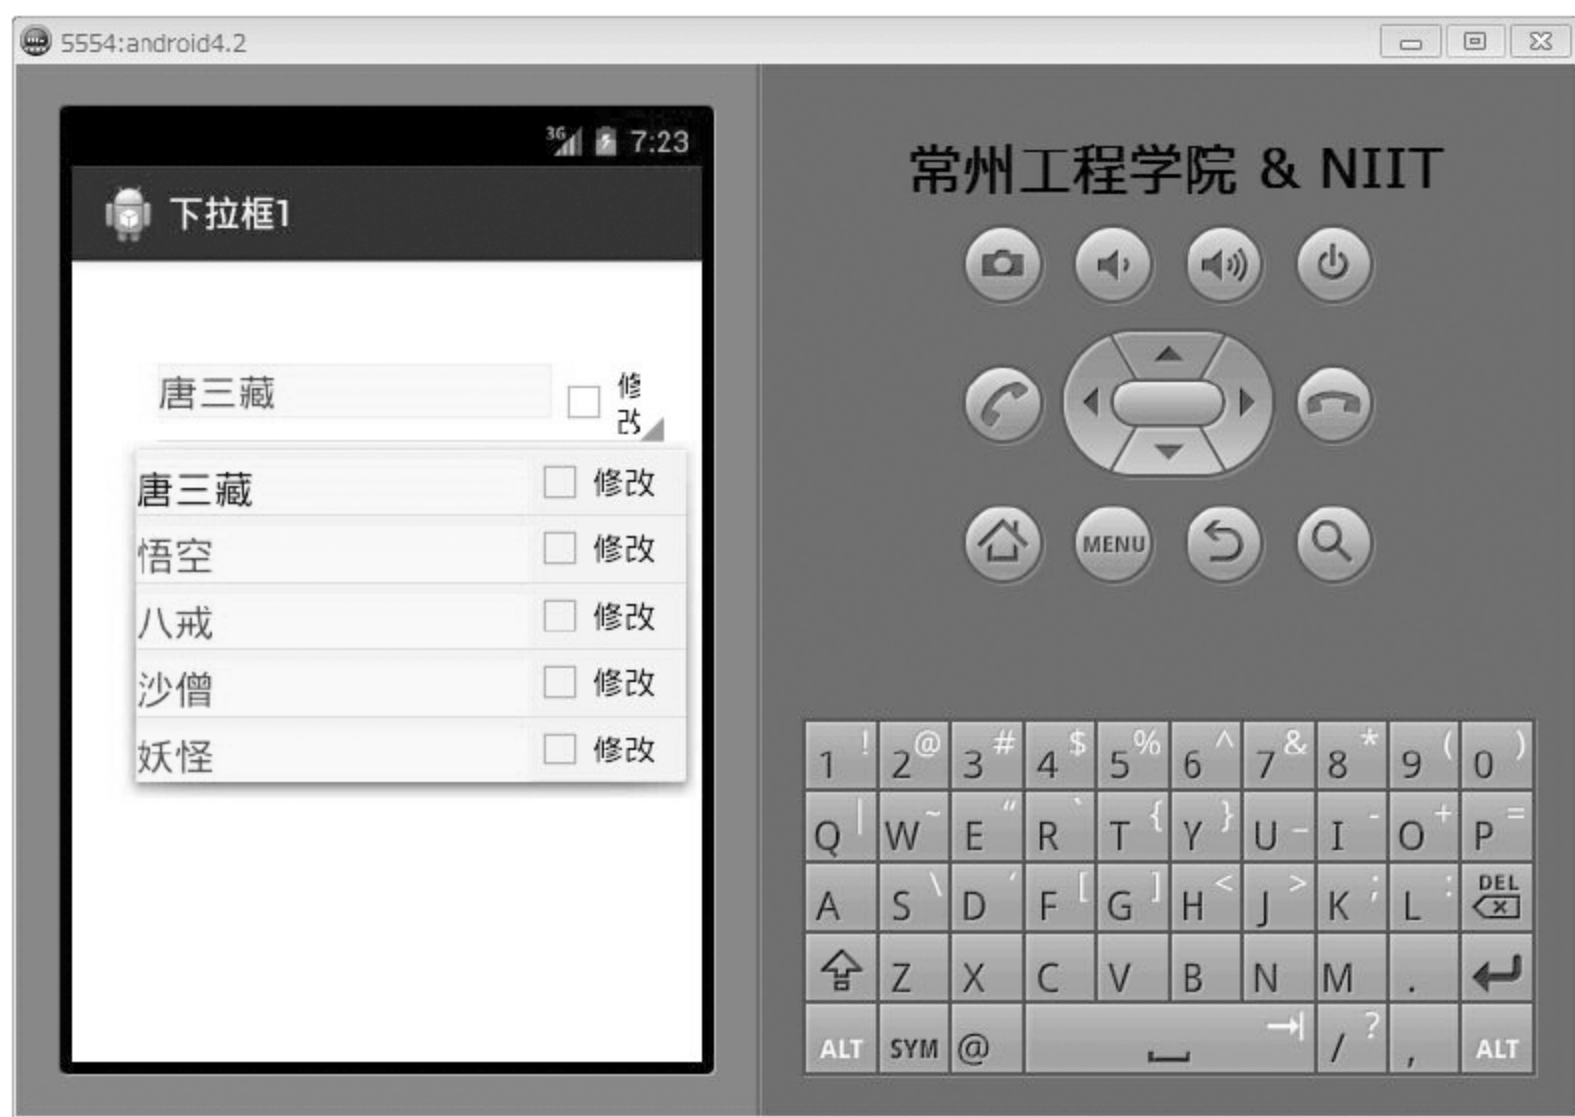 5554:android4.2
3G 7:23
下拉框1
唐三藏
修
改
唐三藏 修改
悟空 修改
八戒 修改
沙僧 修改
妖怪 修改
常州工程学院 & NIIT
MENU
1 ! 2 @ 3 # 4 $ 5 % 6 ^ 7 & 8 * 9 ( 0 )
Q | W ~ E " R ` T { Y } U _ I - O + P =
A S \ D ' F [ G ] H < J > K ; L : DEL
Z X C V B N M .
ALT SYM @ / ? , ALT